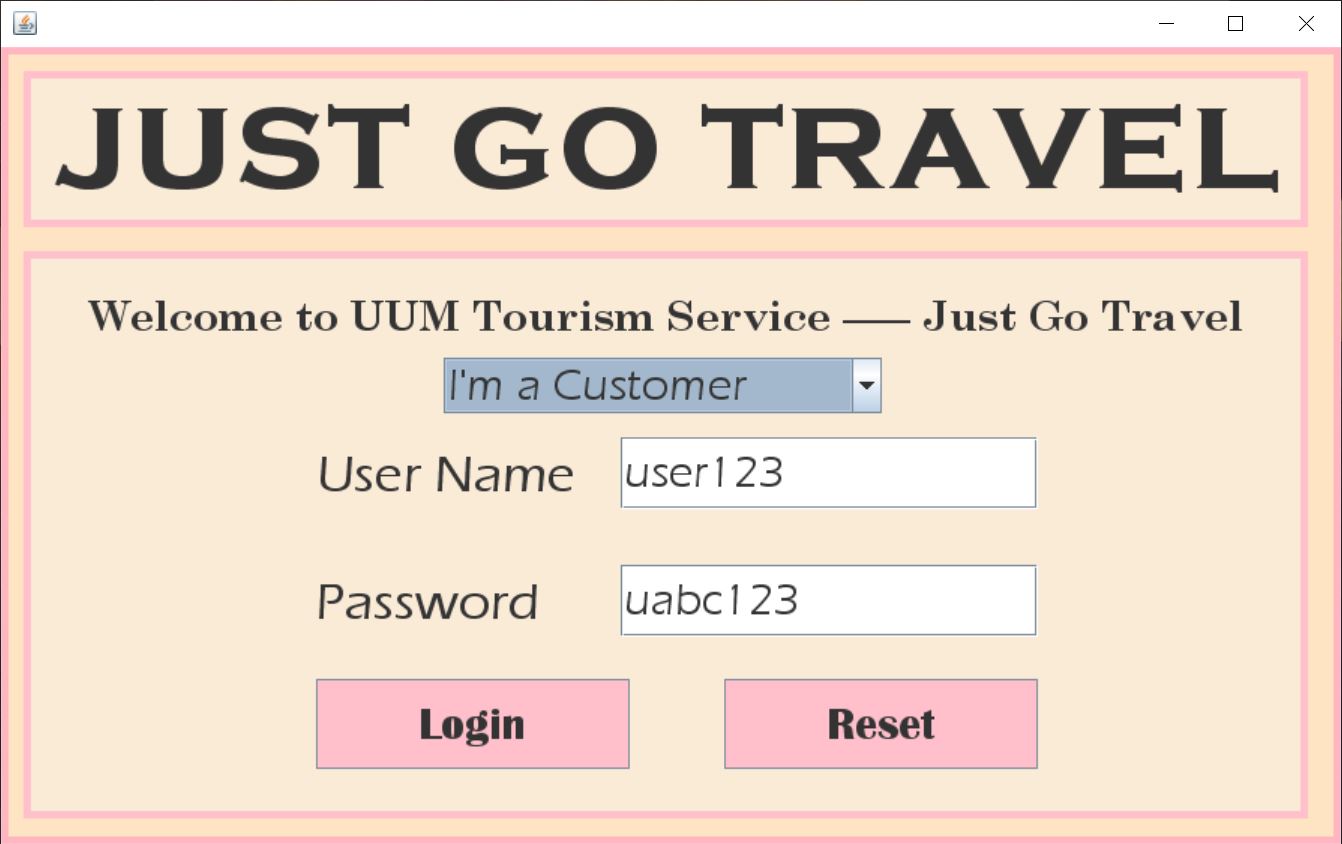 JUST GO TRAVEL
Welcome to UUM Tourism Service —— Just Go Travel
I'm a Customer
User Name user123
Password uabc123
Login Reset